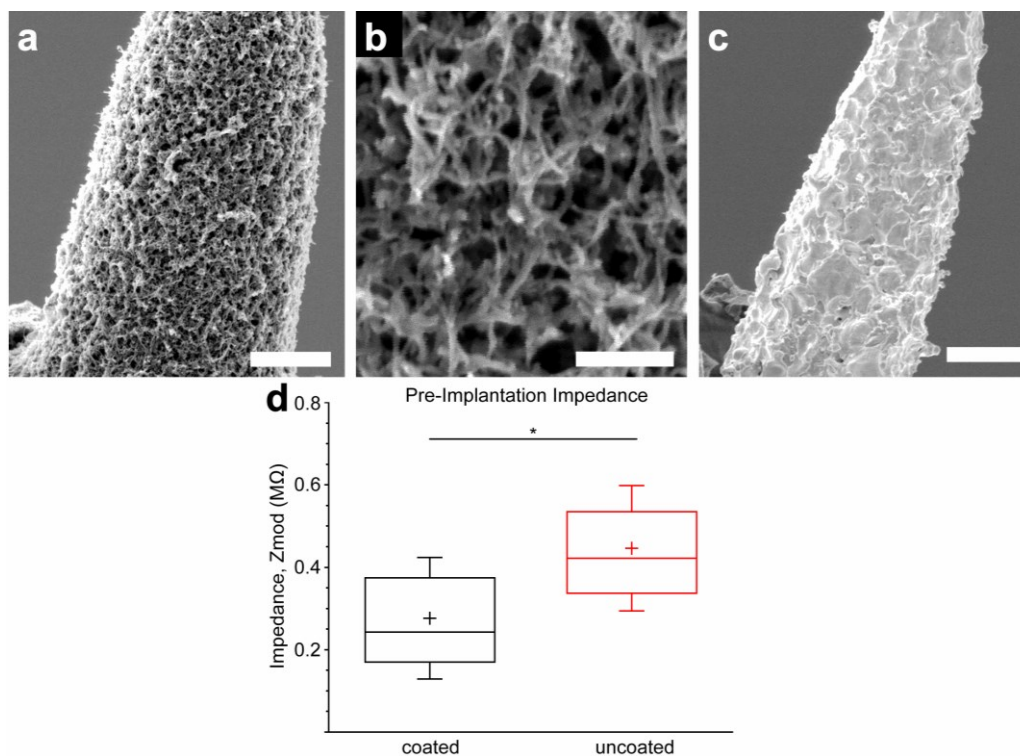 a
b
c
d
Pre-Implantation Impedance
*
Impedance, Zmod (MΩ)
0.8
0.6
0.4
0.2
coated
uncoated